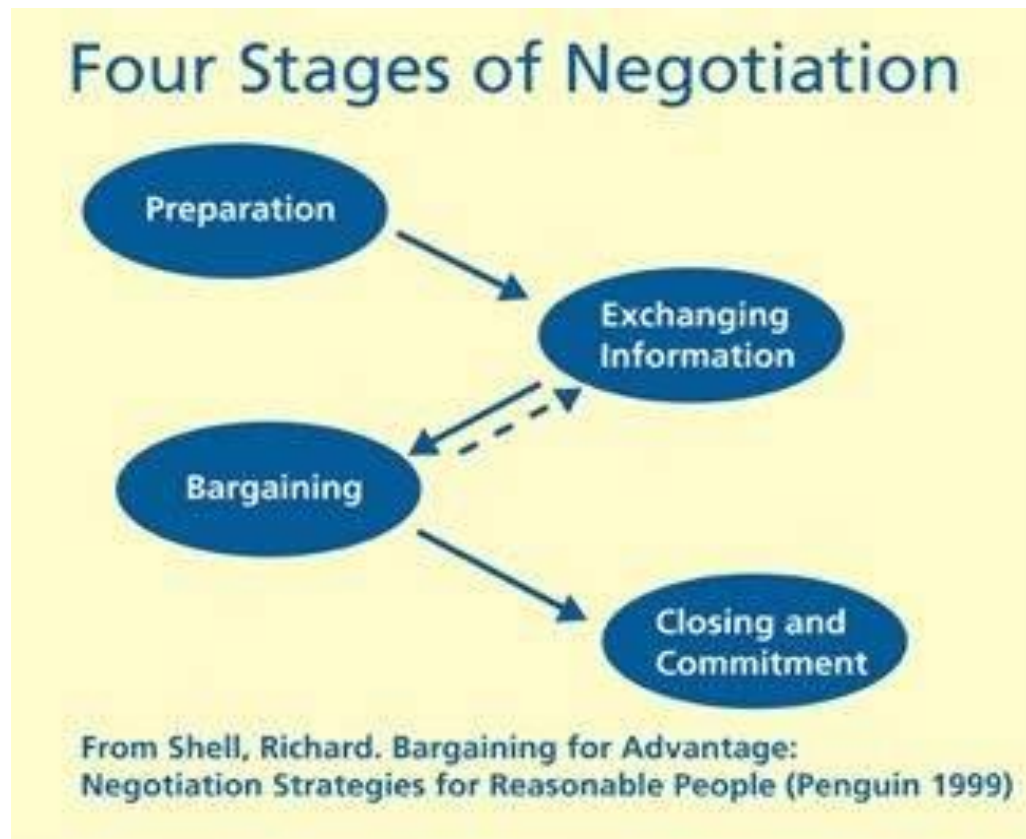 Four Stages of Negotiation
Preparation
Exchanging
Information
Bargaining
Closing and
Commitment
From Shell, Richard. Bargaining for Advantage:
Negotiation Strategies for Reasonable People (Penguin 1999)